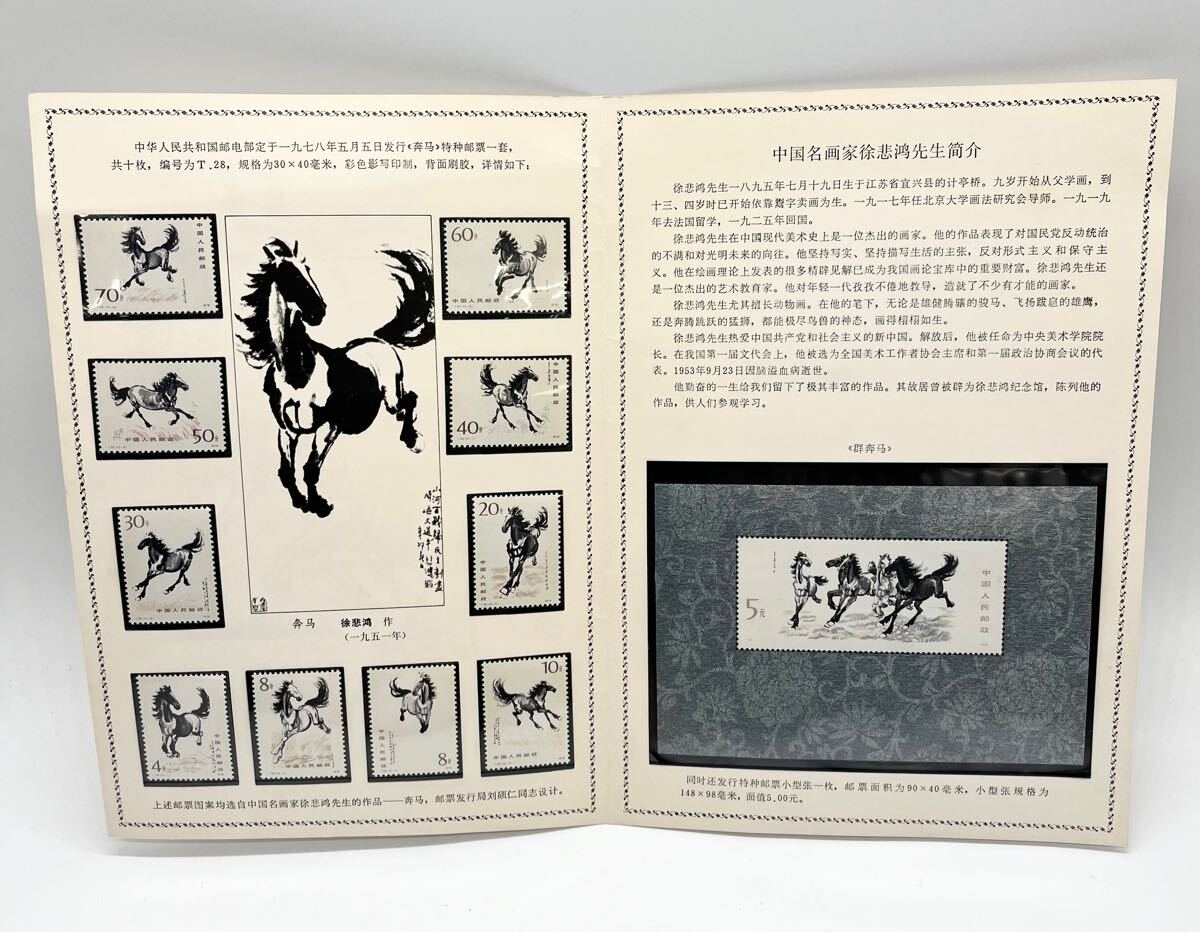 中华人民共和国邮电部定于一九七八年五月五日发行《奔马》特种邮票一套，
共十枚，编号为T.28，规格为30×40毫米，彩色影写印制，背面刷胶，详情如下：
70分
中国人民邮政
60分
中国人民邮政
50分
中国人民邮政
40分
中国人民邮政
30分
中国人民邮政
20分
中国人民邮政
奔马 徐悲鸿 作
（一九五一年）
4分
中国人民邮政
8分
中国人民邮政
8分
中国人民邮政
10分
中国人民邮政
上述邮票图案均选自中国名画家徐悲鸿先生的作品——奔马，邮票发行局刘硕仁同志设计。
中国名画家徐悲鸿先生简介
徐悲鸿先生一八九五年七月十九日生于江苏省宜兴县的计亭桥。九岁开始从父学画，到
十三、四岁时已开始依靠鬻字卖画为生。一九一七年任北京大学画法研究会导师。一九一九
年去法国留学，一九二五年回国。
徐悲鸿先生在中国现代美术史上是一位杰出的画家。他的作品表现了对国民党反动统治
的不满和对光明未来的向往。他坚持写实、坚持描写生活的主张，反对形式主义和保守主
义。他在绘画理论上发表的很多精辟见解已成为我国画论宝库中的重要财富。徐悲鸿先生还
是一位杰出的艺术教育家。他对年轻一代孜孜不倦地教导，造就了不少有才能的画家。
徐悲鸿先生尤其擅长动物画。在他的笔下，无论是雄健腾骧的骏马、飞扬跋扈的雄鹰，
还是奔腾跳跃的猛狮，都能极尽鸟兽的神态，画得栩栩如生。
徐悲鸿先生热爱中国共产党和社会主义的新中国。解放后，他被任命为中央美术学院院
长。在我国第一届文代会上，他被选为全国美术工作者协会主席和第一届政治协商会议的代
表。1953年9月23日因脑溢血病逝世。
他勤奋的一生给我们留下了极其丰富的作品。其故居曾被辟为徐悲鸿纪念馆，陈列他的
作品，供人们参观学习。
《群奔马》
5元
中国人民邮政
同时还发行特种邮票小型张一枚，邮票面积为90×40毫米，小型张规格为
148×98毫米，面值5.00元。